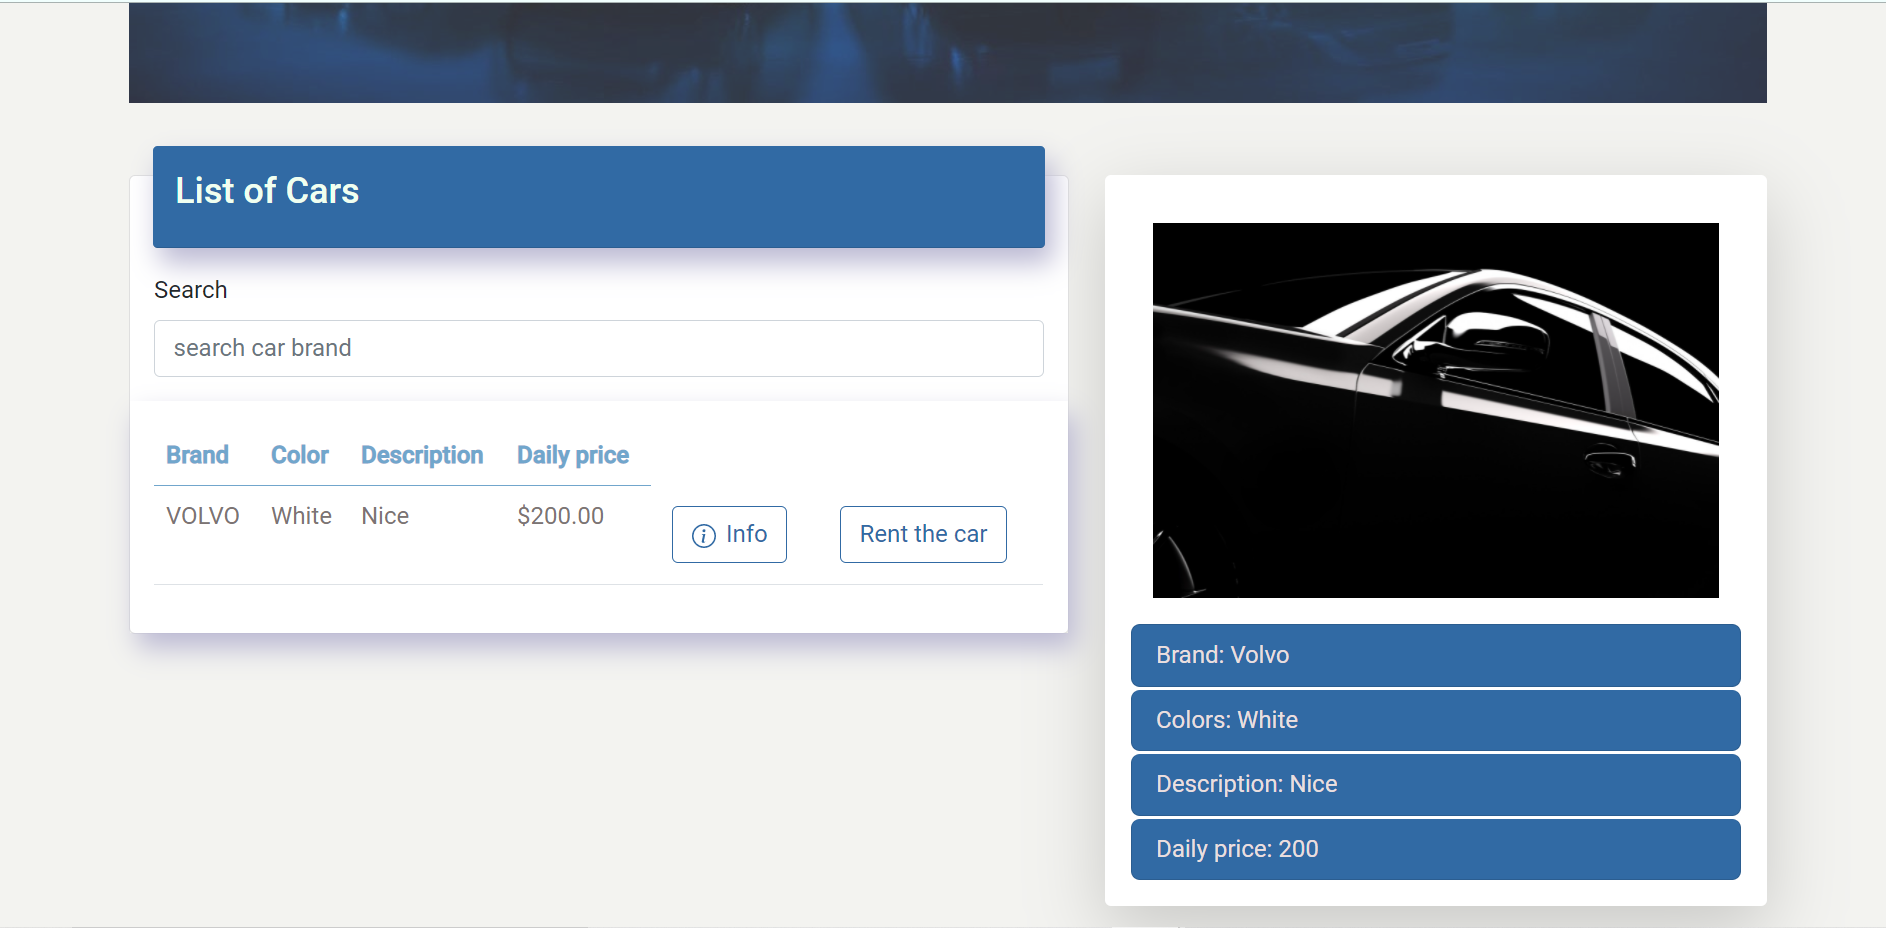 List of Cars
Search
search car brand
Brand Color Description Daily price
VOLVO White Nice $200.00 Info Rent the car
Brand: Volvo
Colors: White
Description: Nice
Daily price: 200